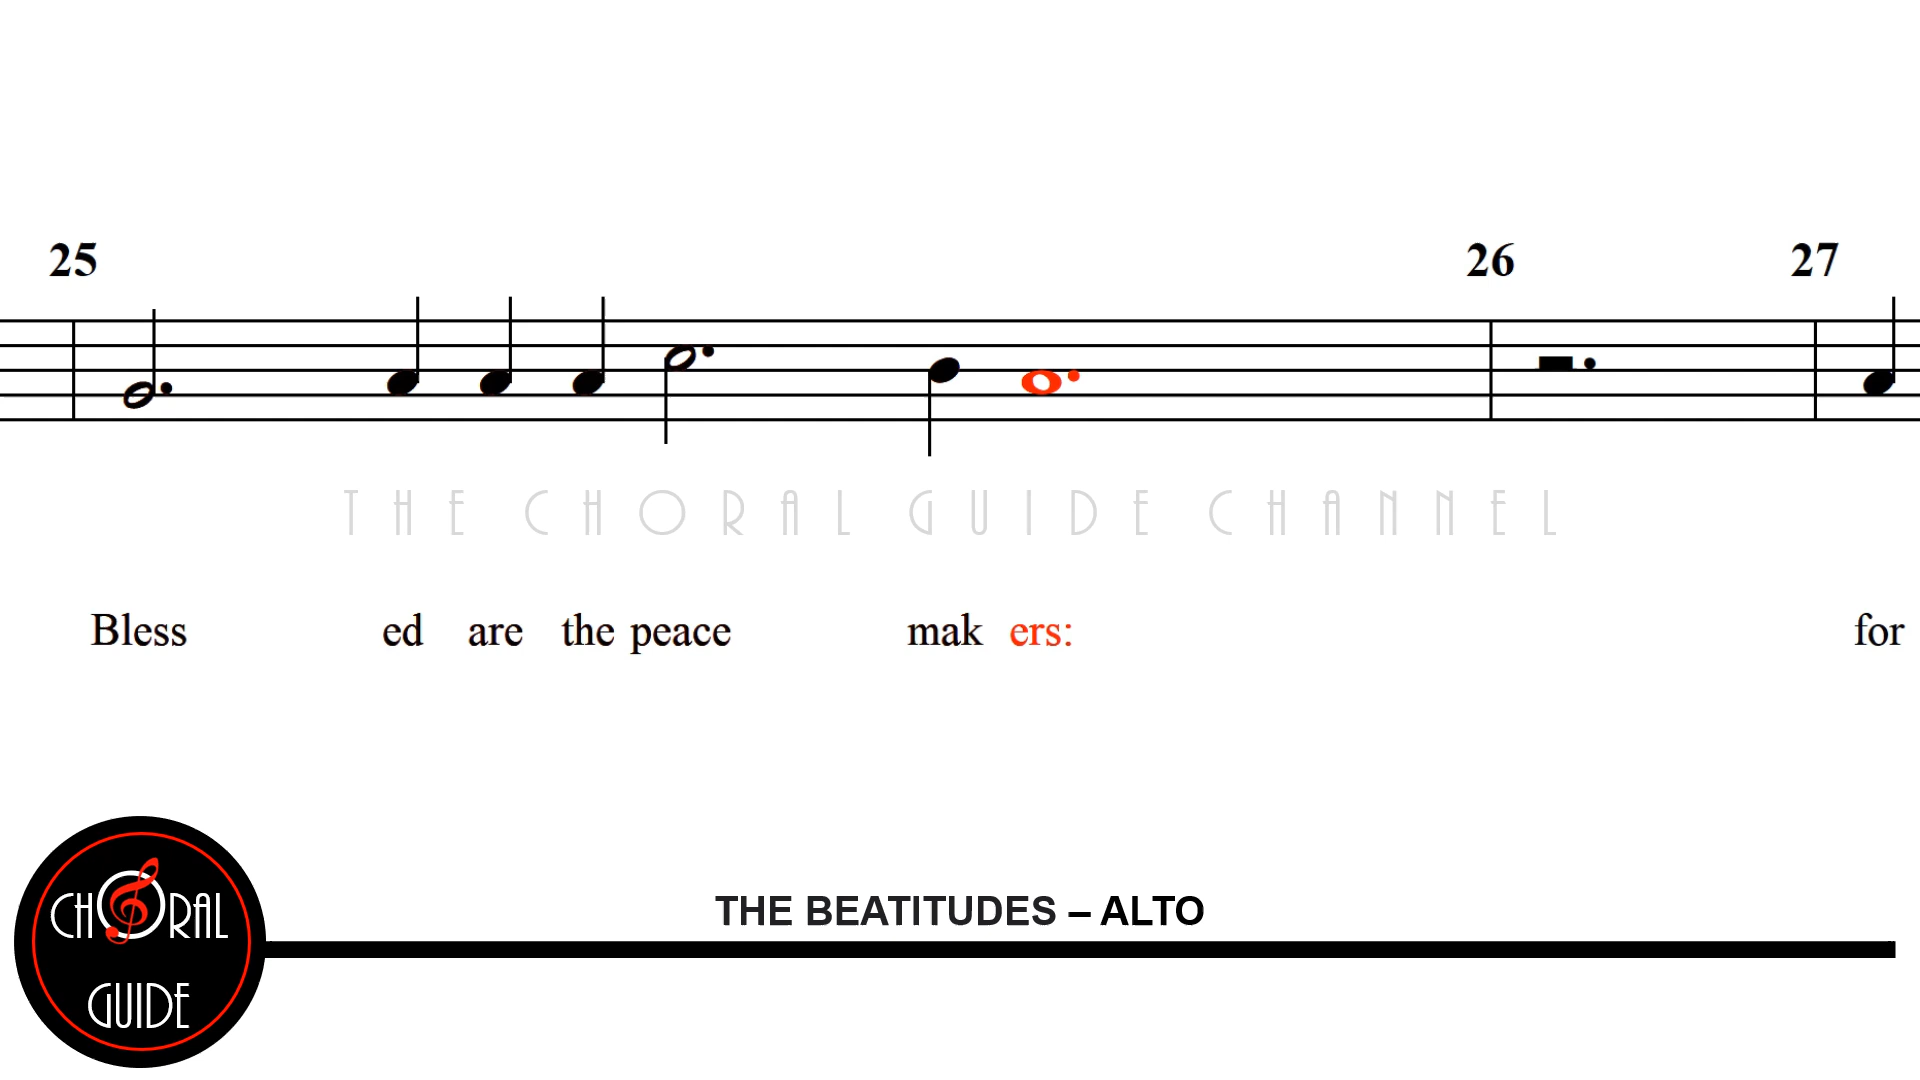 25 26 27
THE CHORAL GUIDE CHANNEL
Bless ed are the peace mak ers: for
THE BEATITUDES – ALTO
CHORAL
GUIDE